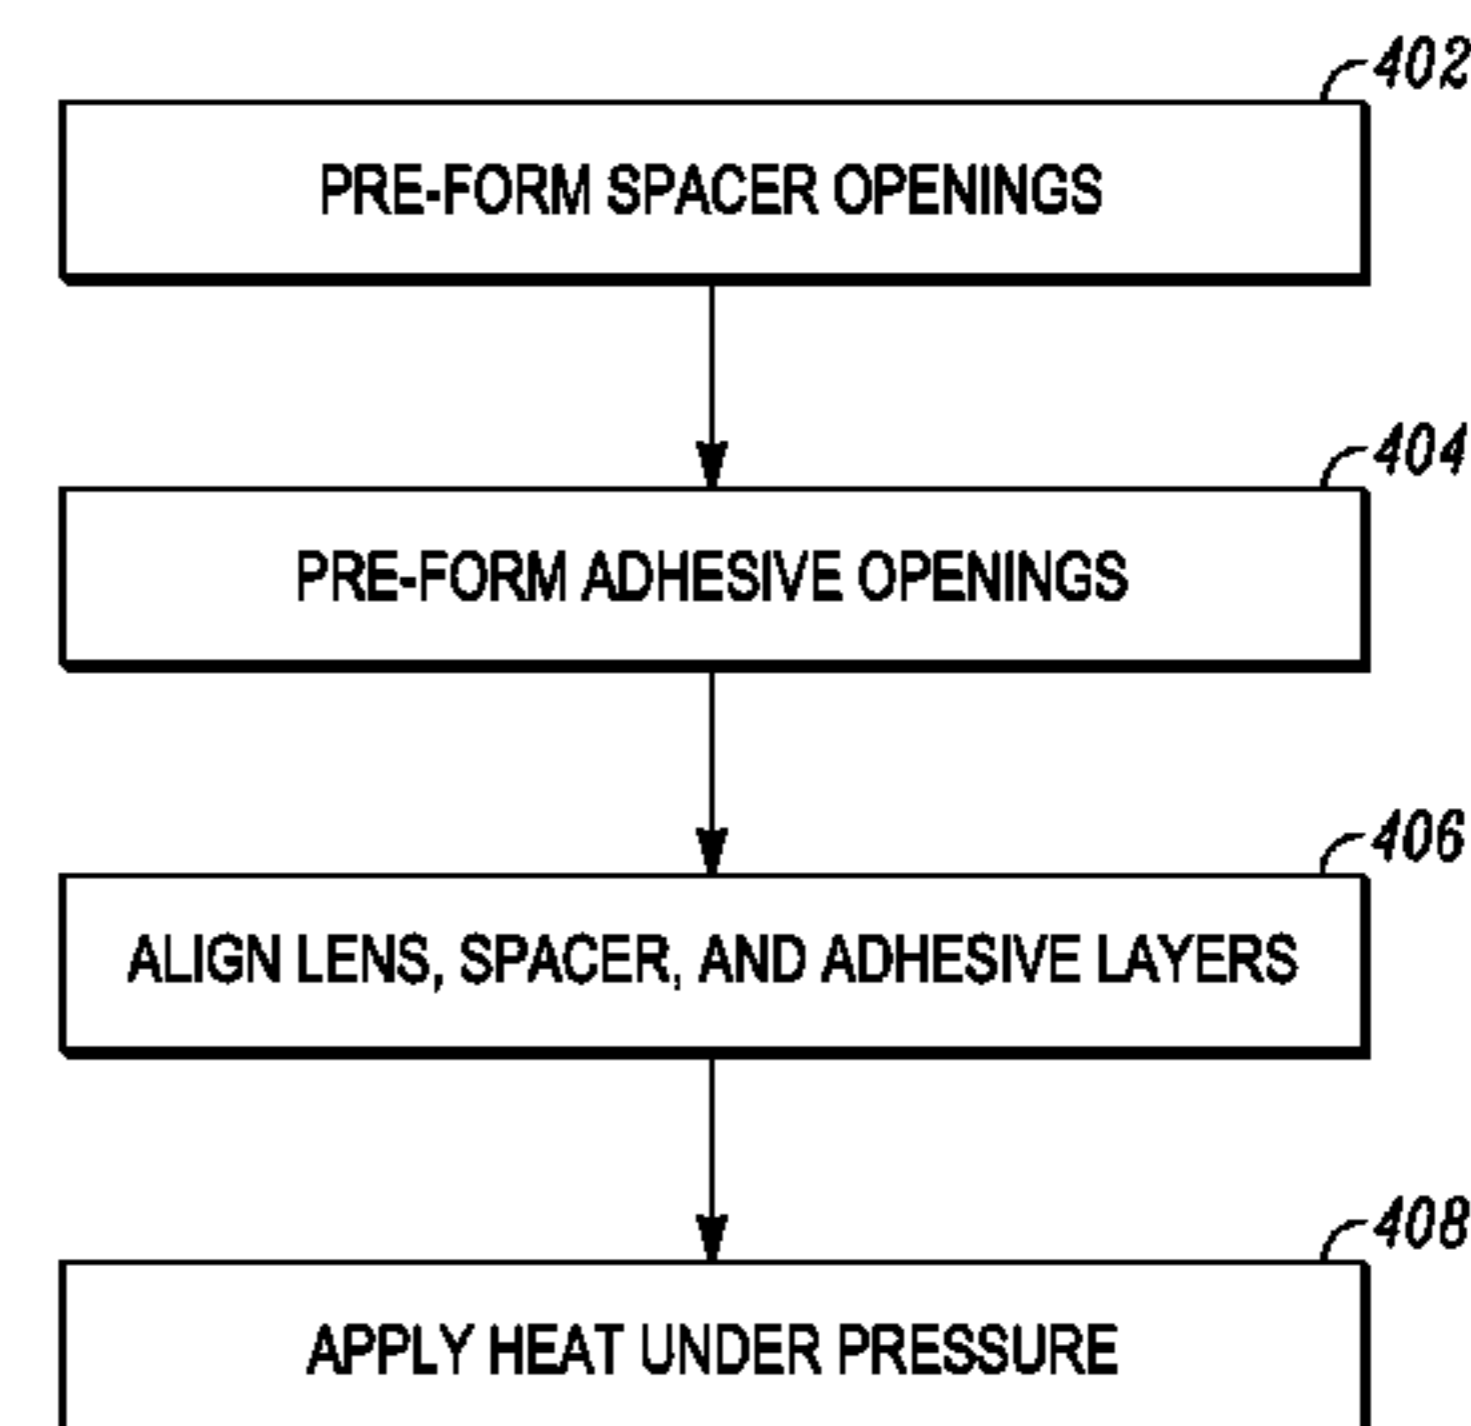 402
PRE-FORM SPACER OPENINGS
404
PRE-FORM ADHESIVE OPENINGS
406
ALIGN LENS, SPACER, AND ADHESIVE LAYERS
408
APPLY HEAT UNDER PRESSURE